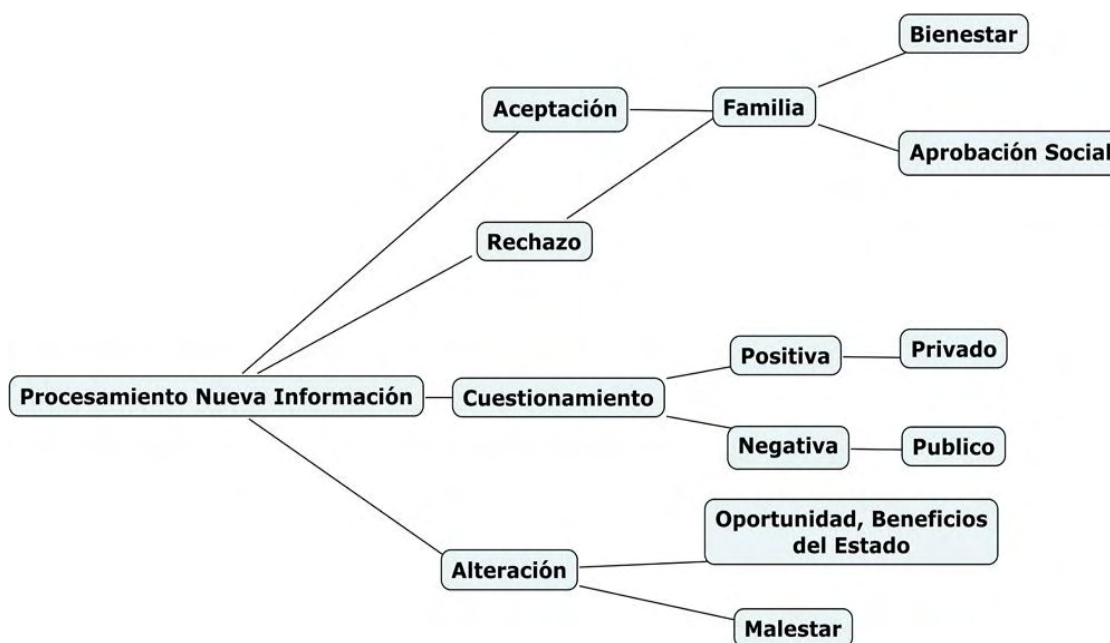 Bienestar
Aceptación
Familia
Aprobación Social
Rechazo
Positiva
Privado
Procesamiento Nueva Información
Cuestionamiento
Negativa
Publico
Oportunidad, Beneficios
del Estado
Alteración
Malestar